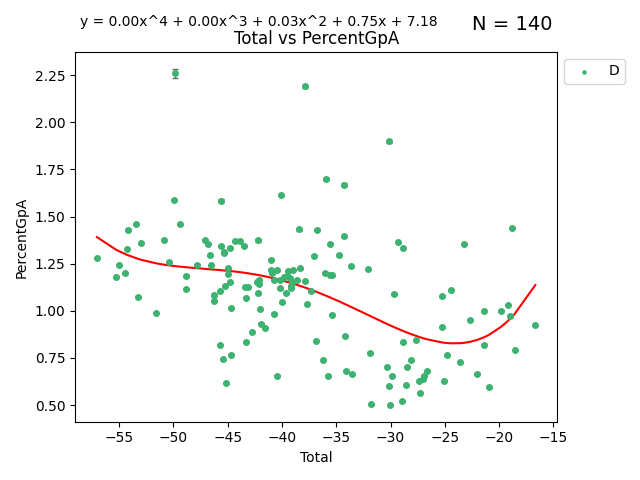 y = 0.00x^4 + 0.00x^3 + 0.03x^2 + 0.75x + 7.18
N = 140
Total vs PercentGpA
D
PercentGpA
2.25
2.00
1.75
1.50
1.25
1.00
0.75
0.50
−55 −50 −45 −40 −35 −30 −25 −20 −15
Total